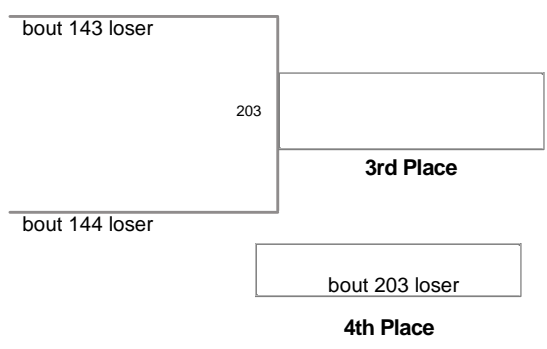 bout 143 loser
203
3rd Place
bout 144 loser
bout 203 loser
4th Place